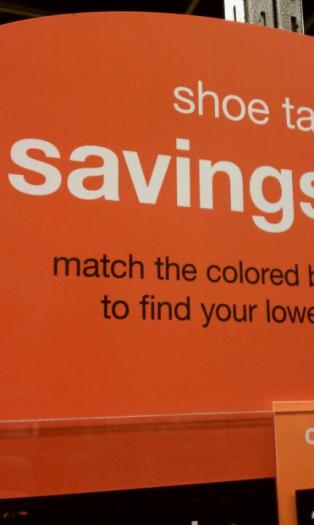 shoe ta
savings
match the colored b
to find your lowe